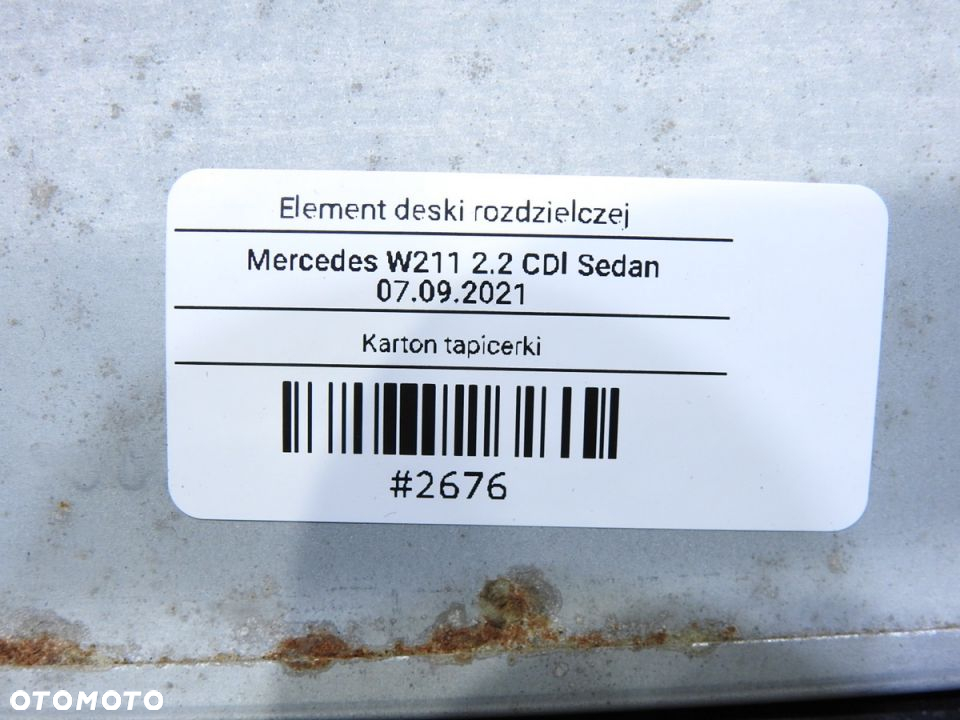 Element deski rozdzielczej
Mercedes W211 2.2 CDI Sedan
07.09.2021
Karton tapicerki
#2676
OTOMOTO